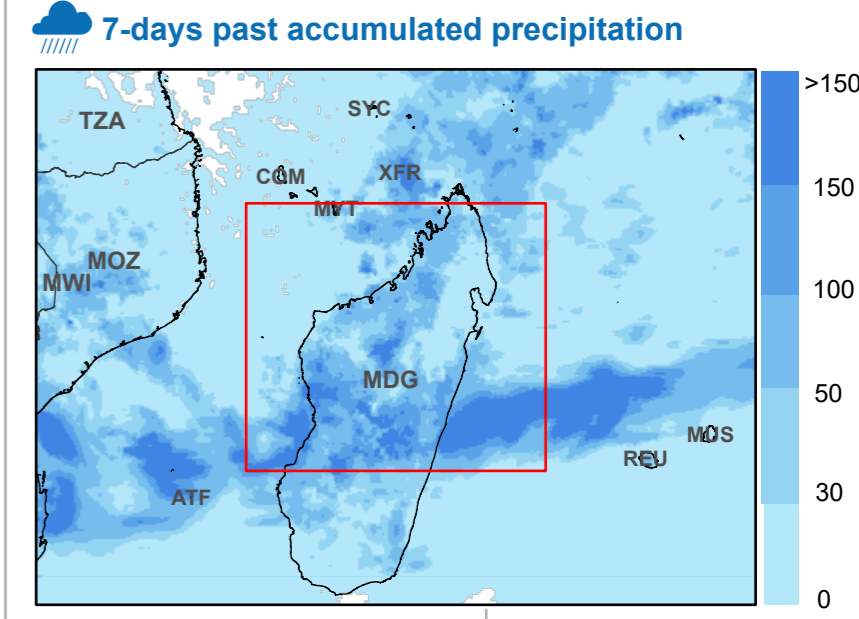 7-days past accumulated precipitation
>150
TZA
SYC
COM
XFR
150
MYT
MOZ
MWI
100
MDG
50
MUS
REU
ATF
30
0